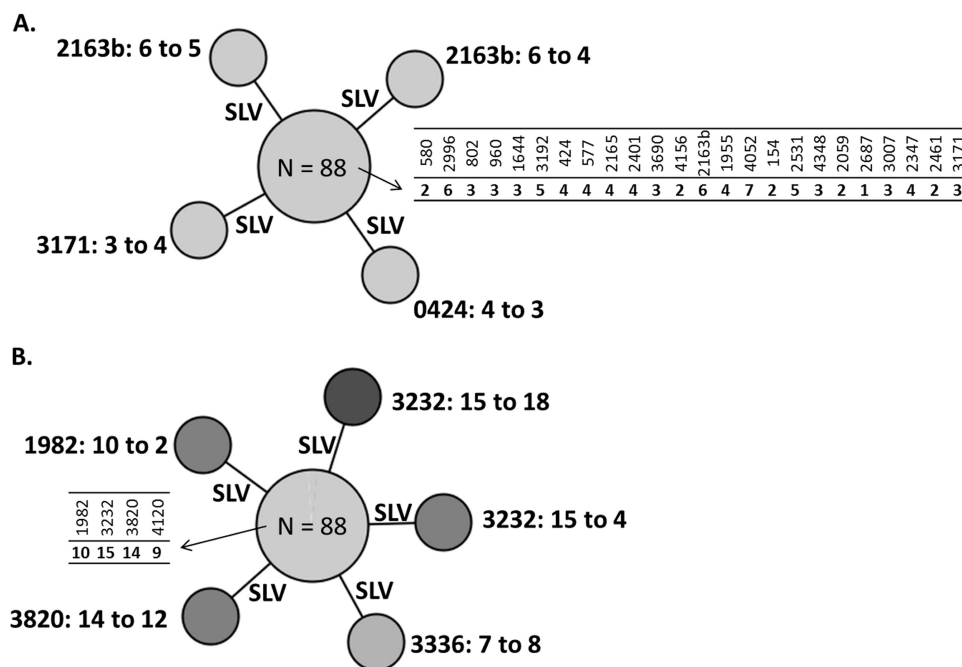 A.
2163b: 6 to 5
2163b: 6 to 4
SLV
SLV
N = 88
580 2996 802 960 1644 3192 424 577 2165 2401 3690 4156 2163b 1955 4052 154 2531 4348 2059 2687 3007 2347 2461 3171
2 6 3 3 3 5 4 4 4 4 3 2 6 4 7 2 5 3 2 1 3 4 2 3
SLV
SLV
3171: 3 to 4
0424: 4 to 3
B.
3232: 15 to 18
1982: 10 to 2
SLV
SLV
1982 3232 3820 4120
10 15 14 9
N = 88
SLV
3232: 15 to 4
SLV
SLV
3820: 14 to 12
3336: 7 to 8